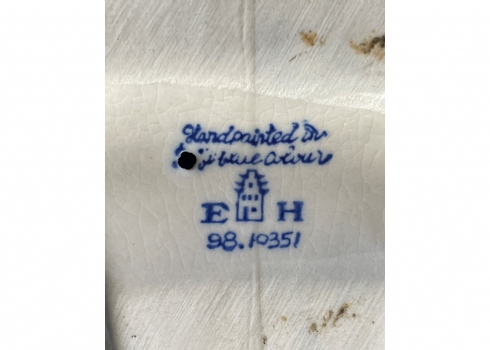 Handpainted in
blue colour
E H
98.10351